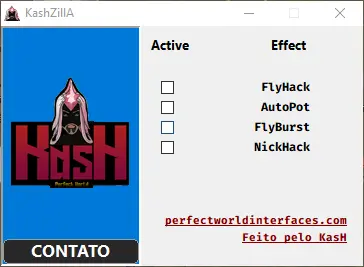 KashZillA
Active Effect
FlyHack
AutoPot
FlyBurst
NickHack
KasH
Perfect World
perfectworldinterfaces.com
Feito pelo KasH
CONTATO